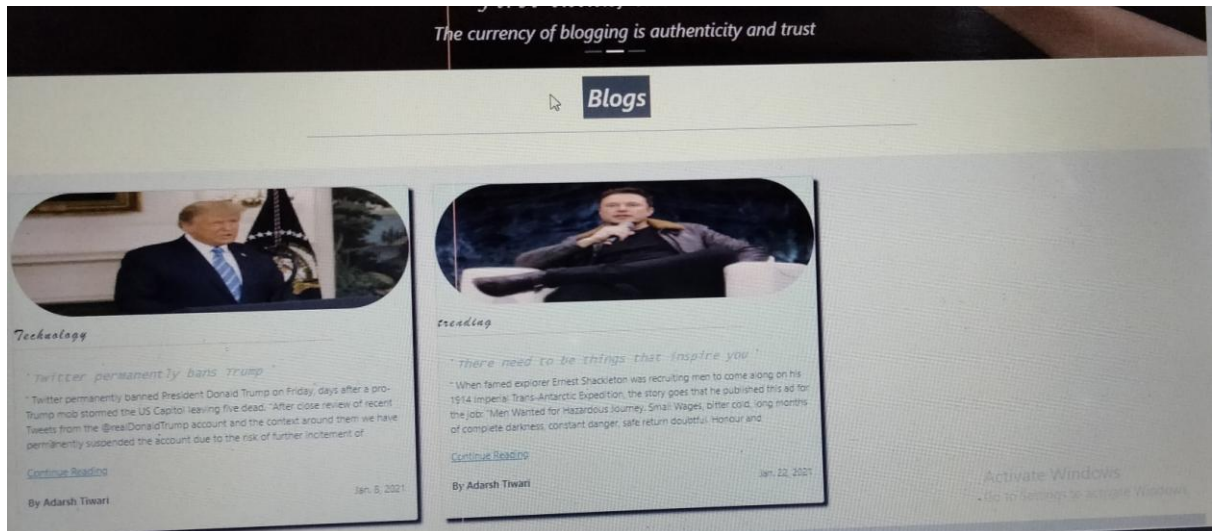 The currency of blogging is authenticity and trust
Blogs
Technology
" Twitter permanently bans Trump "
" Twitter permanently banned President Donald Trump on Friday, days after a pro-
Trump mob stormed the US Capitol leaving five dead. "After close review of recent
Tweets from the @realDonaldTrump account and the context around them we have
permanently suspended the account due to the risk of further incitement of
Continue Reading
By Adarsh Tiwari
Jan. 8, 2021
trending
" There need to be things that inspire you "
" When famed explorer Ernest Shackleton was recruiting men to come along on his
1914 Imperial Trans-Antarctic Expedition, the story goes that he published this ad for
the job: "Men Wanted for Hazardous Journey. Small Wages, bitter cold, long months
of complete darkness, constant danger, safe return doubtful. Honour and
Continue Reading
By Adarsh Tiwari
Jan. 22, 2021
Activate Windows
Go to Settings to activate Windows.